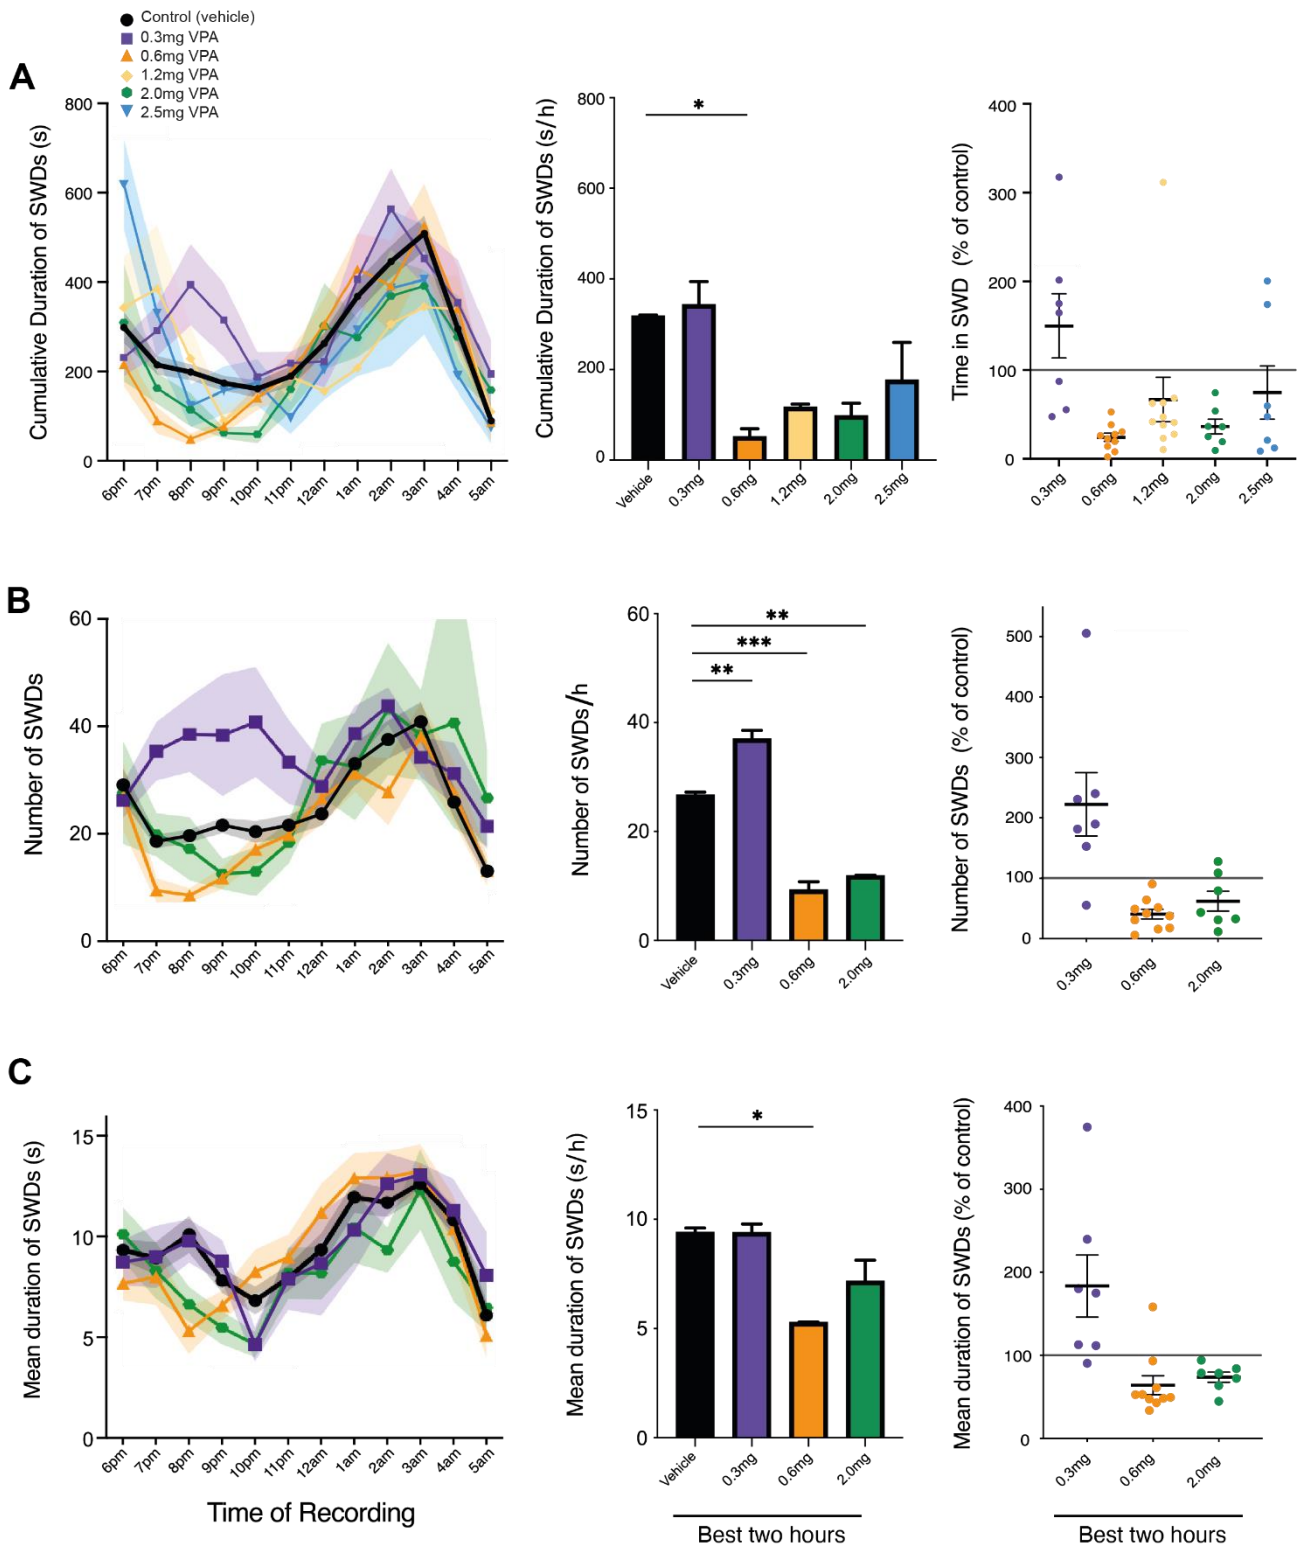 Control (vehicle)
0.3mg VPA
0.6mg VPA
1.2mg VPA
2.0mg VPA
2.5mg VPA
A
Cumulative Duration of SWDs (s)
800
600
400
200
0
6pm
7pm
8pm
9pm
10pm
11pm
12am
1am
2am
3am
4am
5am
Cumulative Duration of SWDs (s/h)
800
600
400
200
0
*
Vehicle
0.3mg
0.6mg
1.2mg
2.0mg
2.5mg
Time in SWD (% of control)
400
300
200
100
0
0.3mg
0.6mg
1.2mg
2.0mg
2.5mg
B
Number of SWDs
60
40
20
0
6pm
7pm
8pm
9pm
10pm
11pm
12am
1am
2am
3am
4am
5am
Number of SWDs/h
60
40
20
0
**
***
**
Vehicle
0.3mg
0.6mg
2.0mg
Number of SWDs (% of control)
500
400
300
200
100
0
0.3mg
0.6mg
2.0mg
C
Mean duration of SWDs (s)
15
10
5
0
6pm
7pm
8pm
9pm
10pm
11pm
12am
1am
2am
3am
4am
5am
Time of Recording
Mean duration of SWDs (s/h)
15
10
5
0
*
Vehicle
0.3mg
0.6mg
2.0mg
Best two hours
Mean duration of SWDs (% of control)
400
300
200
100
0
0.3mg
0.6mg
2.0mg
Best two hours